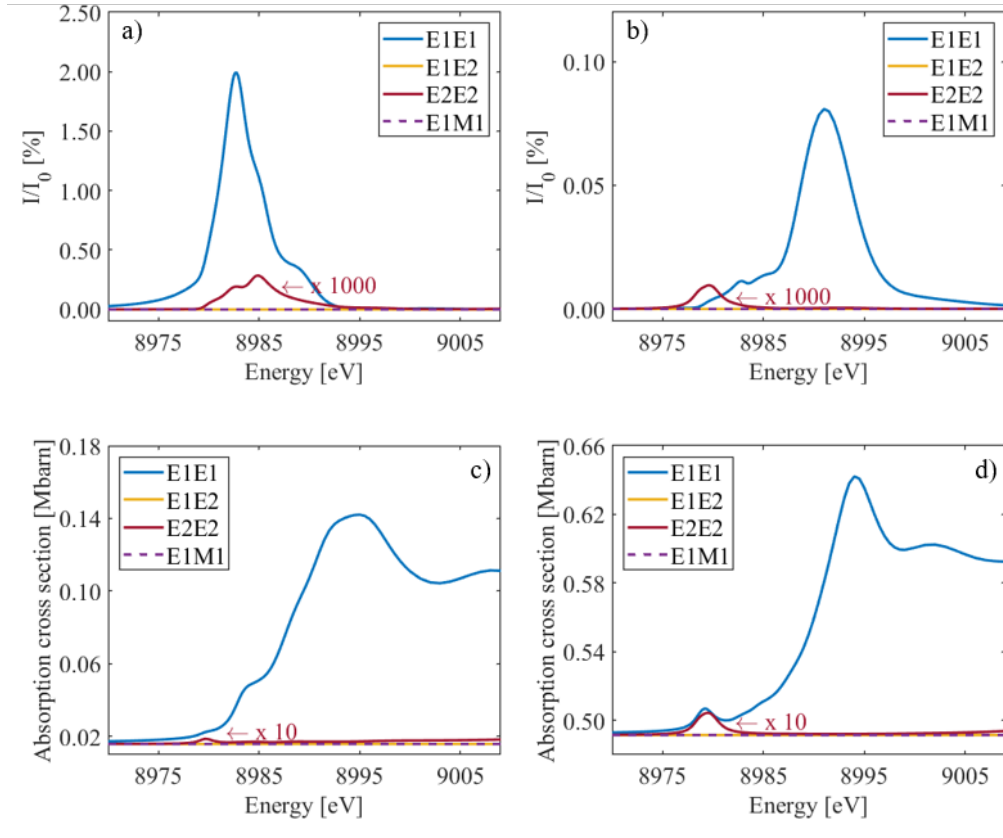 a)
2.50
2.00
1.50
1.00
0.50
0.00
I/I0 [%]
E1E1
E1E2
E2E2
E1M1
← x 1000
8975 8985 8995 9005
Energy [eV]
b)
0.10
0.05
0.00
I/I0 [%]
E1E1
E1E2
E2E2
E1M1
← x 1000
8975 8985 8995 9005
Energy [eV]
c)
0.18
0.14
0.10
0.06
0.02
Absorption cross section [Mbarn]
E1E1
E1E2
E2E2
E1M1
← x 10
8975 8985 8995 9005
Energy [eV]
d)
0.66
0.62
0.58
0.54
0.50
Absorption cross section [Mbarn]
E1E1
E1E2
E2E2
E1M1
← x 10
8975 8985 8995 9005
Energy [eV]